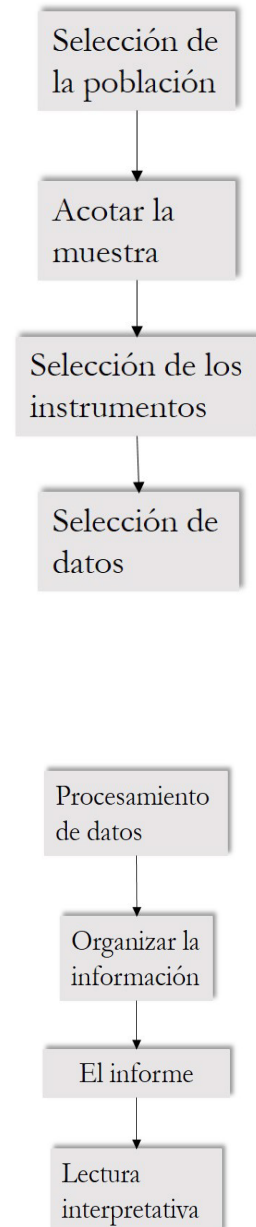 Selección de
la población
Acotar la
muestra
Selección de los
instrumentos
Selección de
datos
Procesamiento
de datos
Organizar la
información
El informe
Lectura
interpretativa